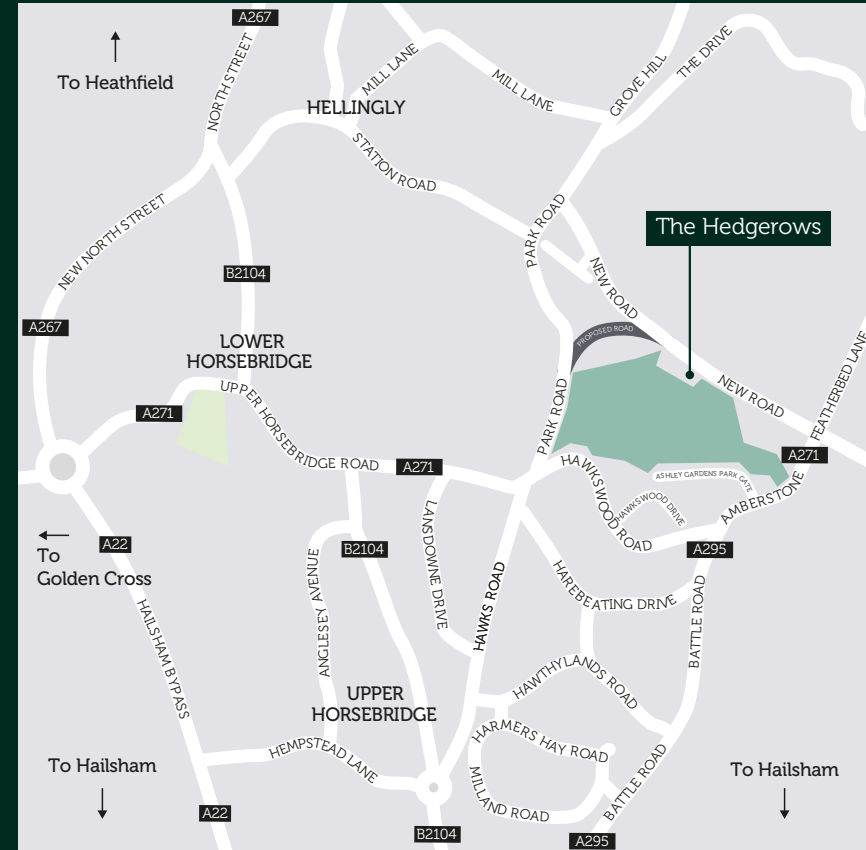 A267
To Heathfield
NORTH STREET
MILL LANE
HELLINGLY
MILL LANE
GROVE HILL
THE DRIVE
STATION ROAD
NEW NORTH STREET
PARK ROAD
The Hedgerows
B2104
NEW ROAD
A267
PROPOSED ROAD
LOWER
HORSEBRIDGE
NEW ROAD
FEATHERBED LANE
UPPER HORSEBRIDGE ROAD
A271
PARK ROAD
A271
A271
HAWKSWOOD ROAD
ASHLEY GARDENS PARK GATE
HAWKSWOOD DRIVE
AMBERSTONE
A22
To
Golden Cross
B2104
LANSDOWNE DRIVE
A295
ANGLESEY AVENUE
HAWKS ROAD
HAREBEATING DRIVE
BATTLE ROAD
HAILSHAM BYPASS
UPPER
HORSEBRIDGE
HAWTHYLANDS ROAD
HARMERS HAY ROAD
HEMPSTEAD LANE
To Hailsham
MILLAND ROAD
BATTLE ROAD
To Hailsham
A22
B2104
A295